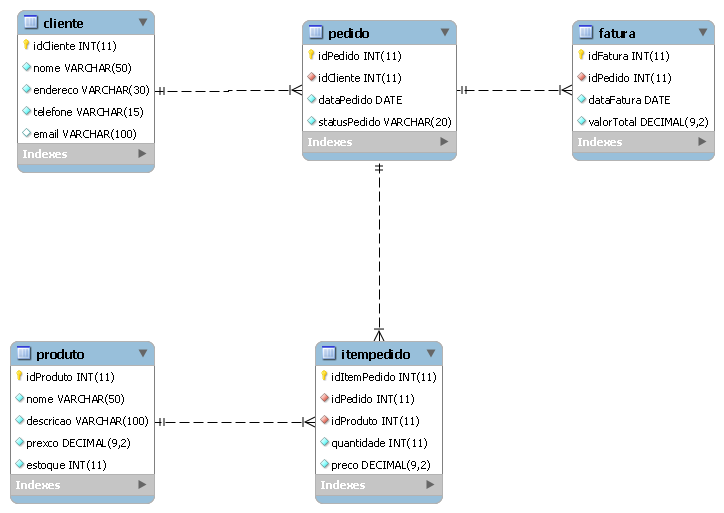 cliente
idCliente INT(11)
nome VARCHAR(50)
endereco VARCHAR(30)
telefone VARCHAR(15)
email VARCHAR(100)
Indexes
pedido
idPedido INT(11)
idCliente INT(11)
dataPedido DATE
statusPedido VARCHAR(20)
Indexes
fatura
idFatura INT(11)
idPedido INT(11)
dataFatura DATE
valorTotal DECIMAL(9,2)
Indexes
produto
idProduto INT(11)
nome VARCHAR(50)
descricao VARCHAR(100)
prexco DECIMAL(9,2)
estoque INT(11)
Indexes
itempedido
idItemPedido INT(11)
idPedido INT(11)
idProduto INT(11)
quantidade INT(11)
preco DECIMAL(9,2)
Indexes